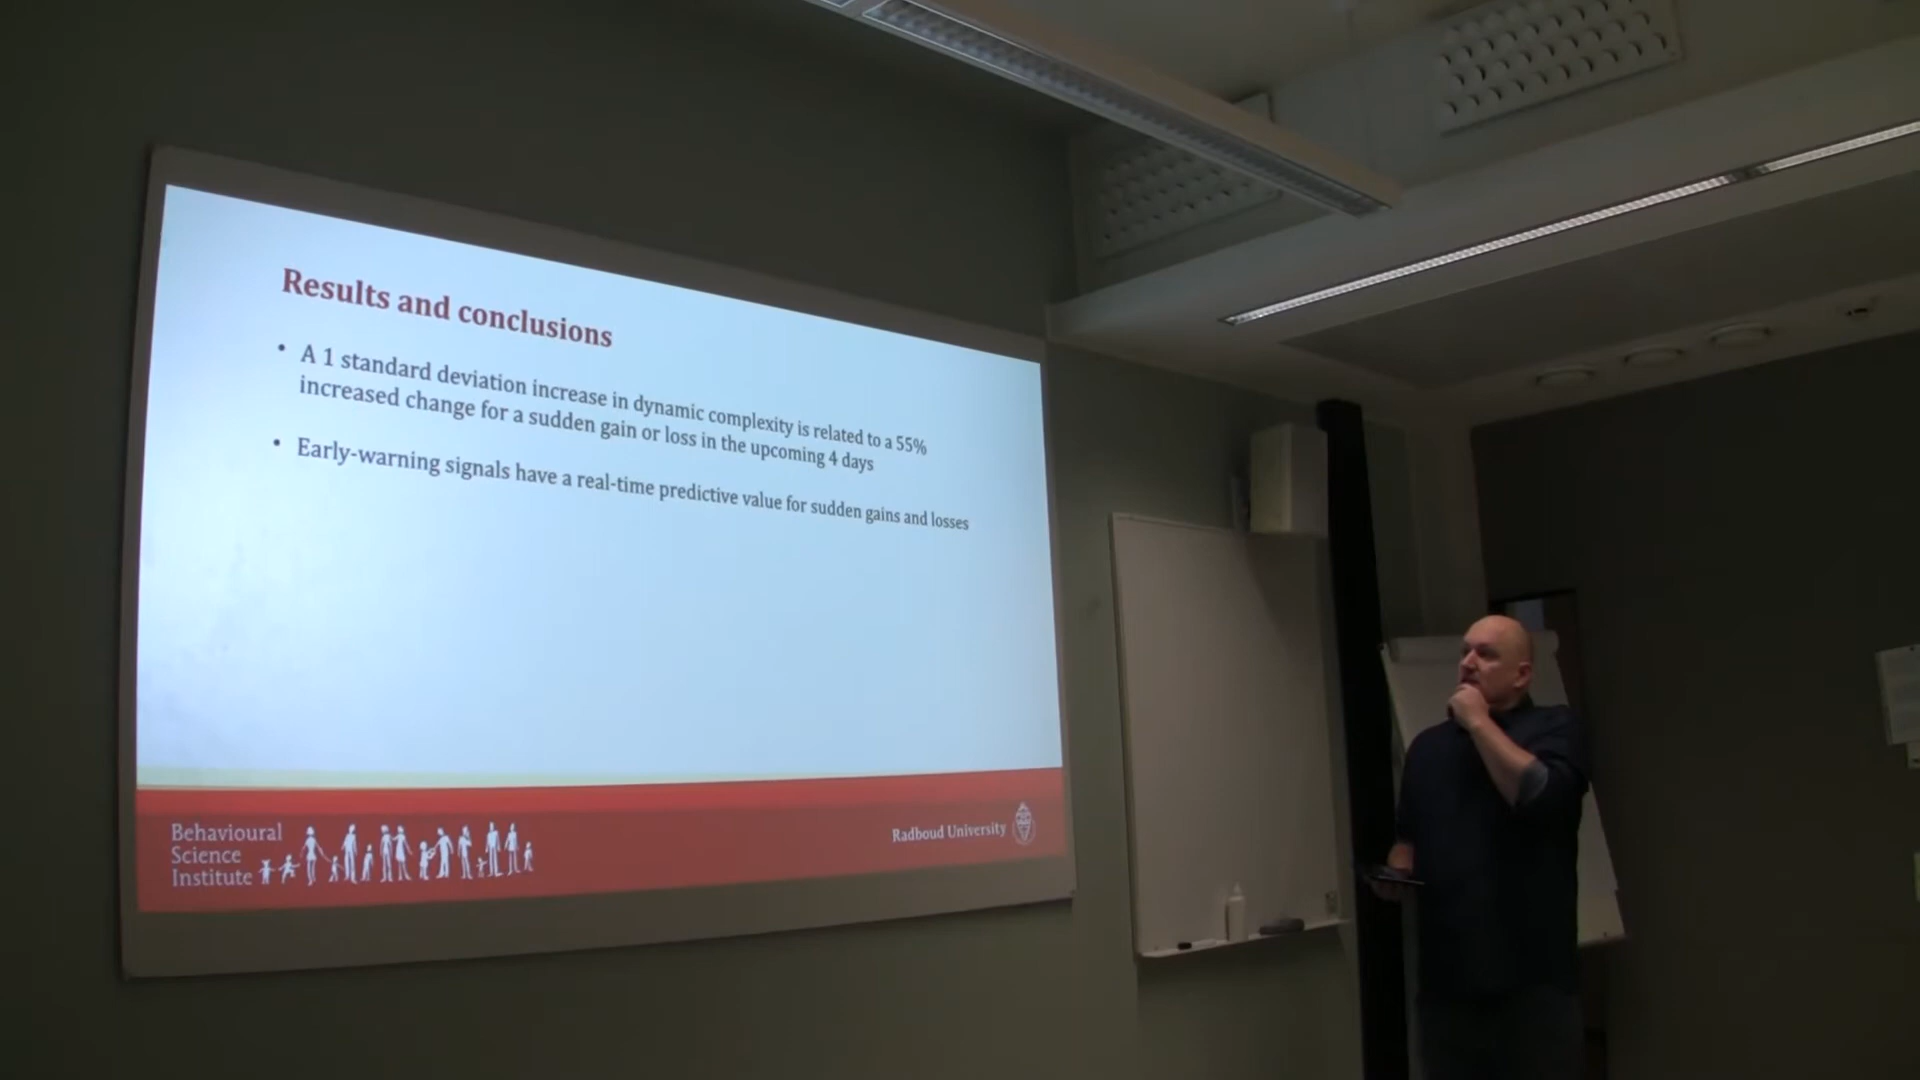 Results and conclusions
• A 1 standard deviation increase in dynamic complexity is related to a 55%
increased change for a sudden gain or loss in the upcoming 4 days
• Early-warning signals have a real-time predictive value for sudden gains and losses
Behavioural
Science
Institute
Radboud University